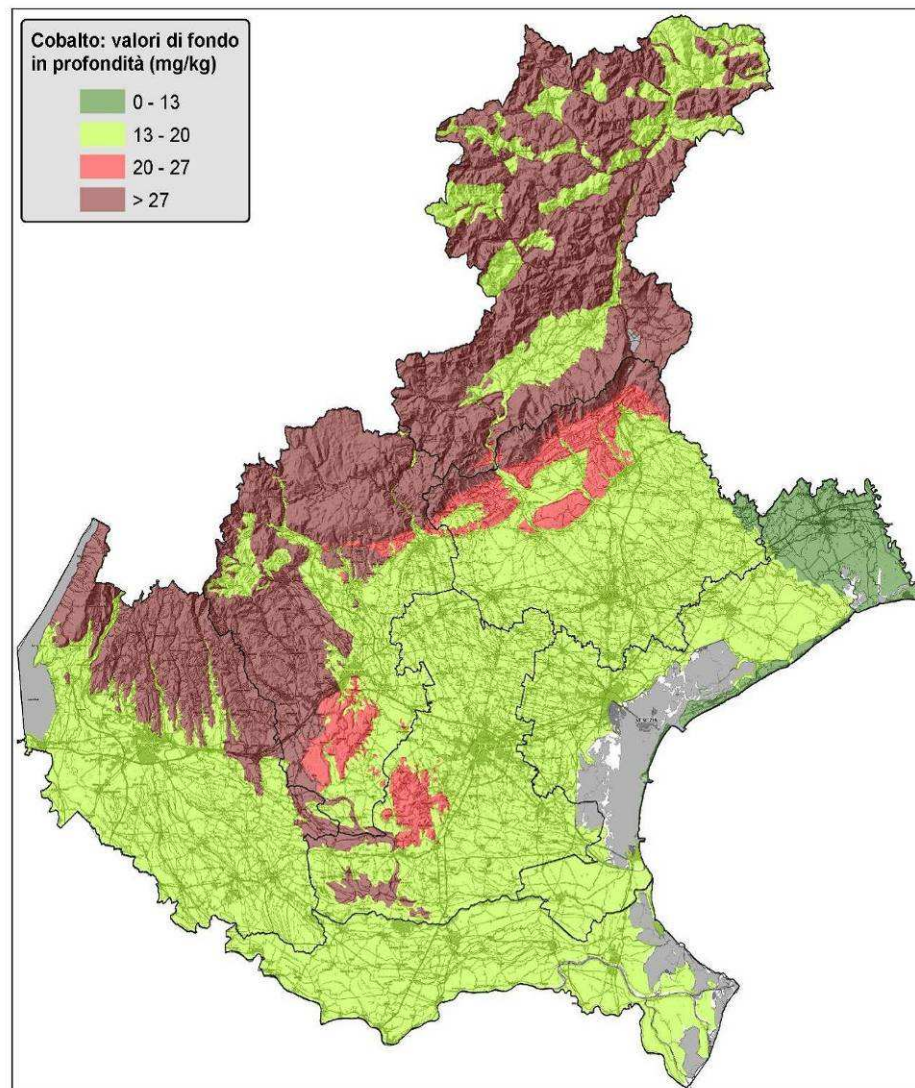 Cobalto: valori di fondo
in profondità (mg/kg)
0 - 13
13 - 20
20 - 27
> 27